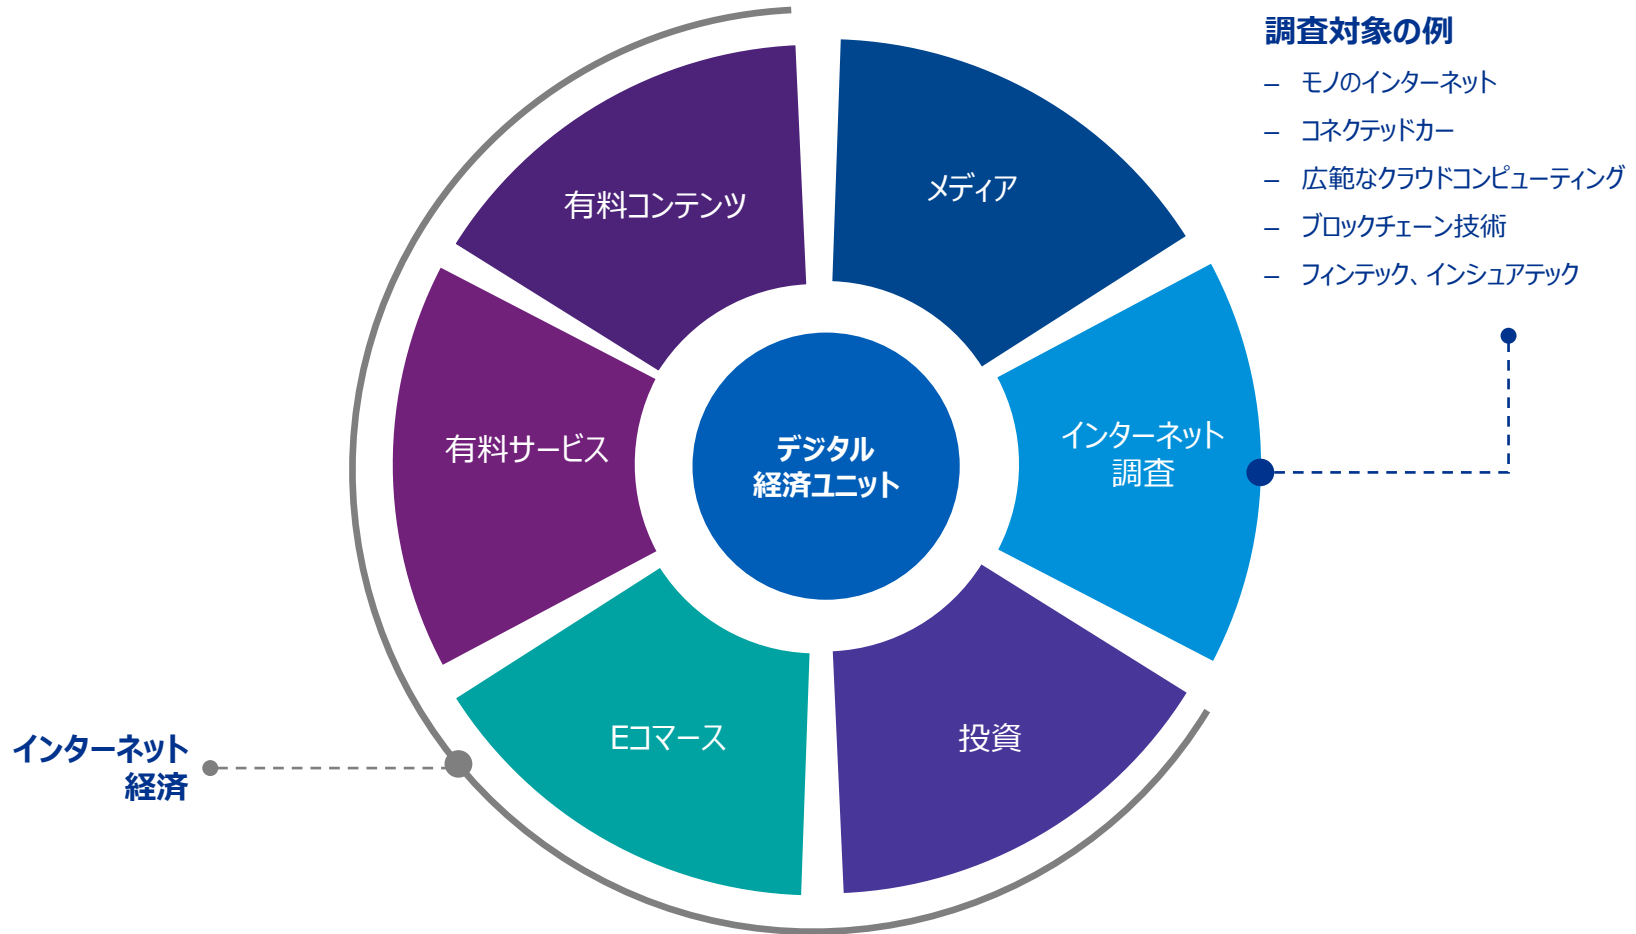 調査対象の例
– モノのインターネット
– コネクテッドカー
– 広範なクラウドコンピューティング
– ブロックチェーン技術
– フィンテック、インシュアテック
メディア
有料コンテンツ
インターネット
調査
有料サービス
デジタル
経済ユニット
Eコマース
投資
インターネット
経済